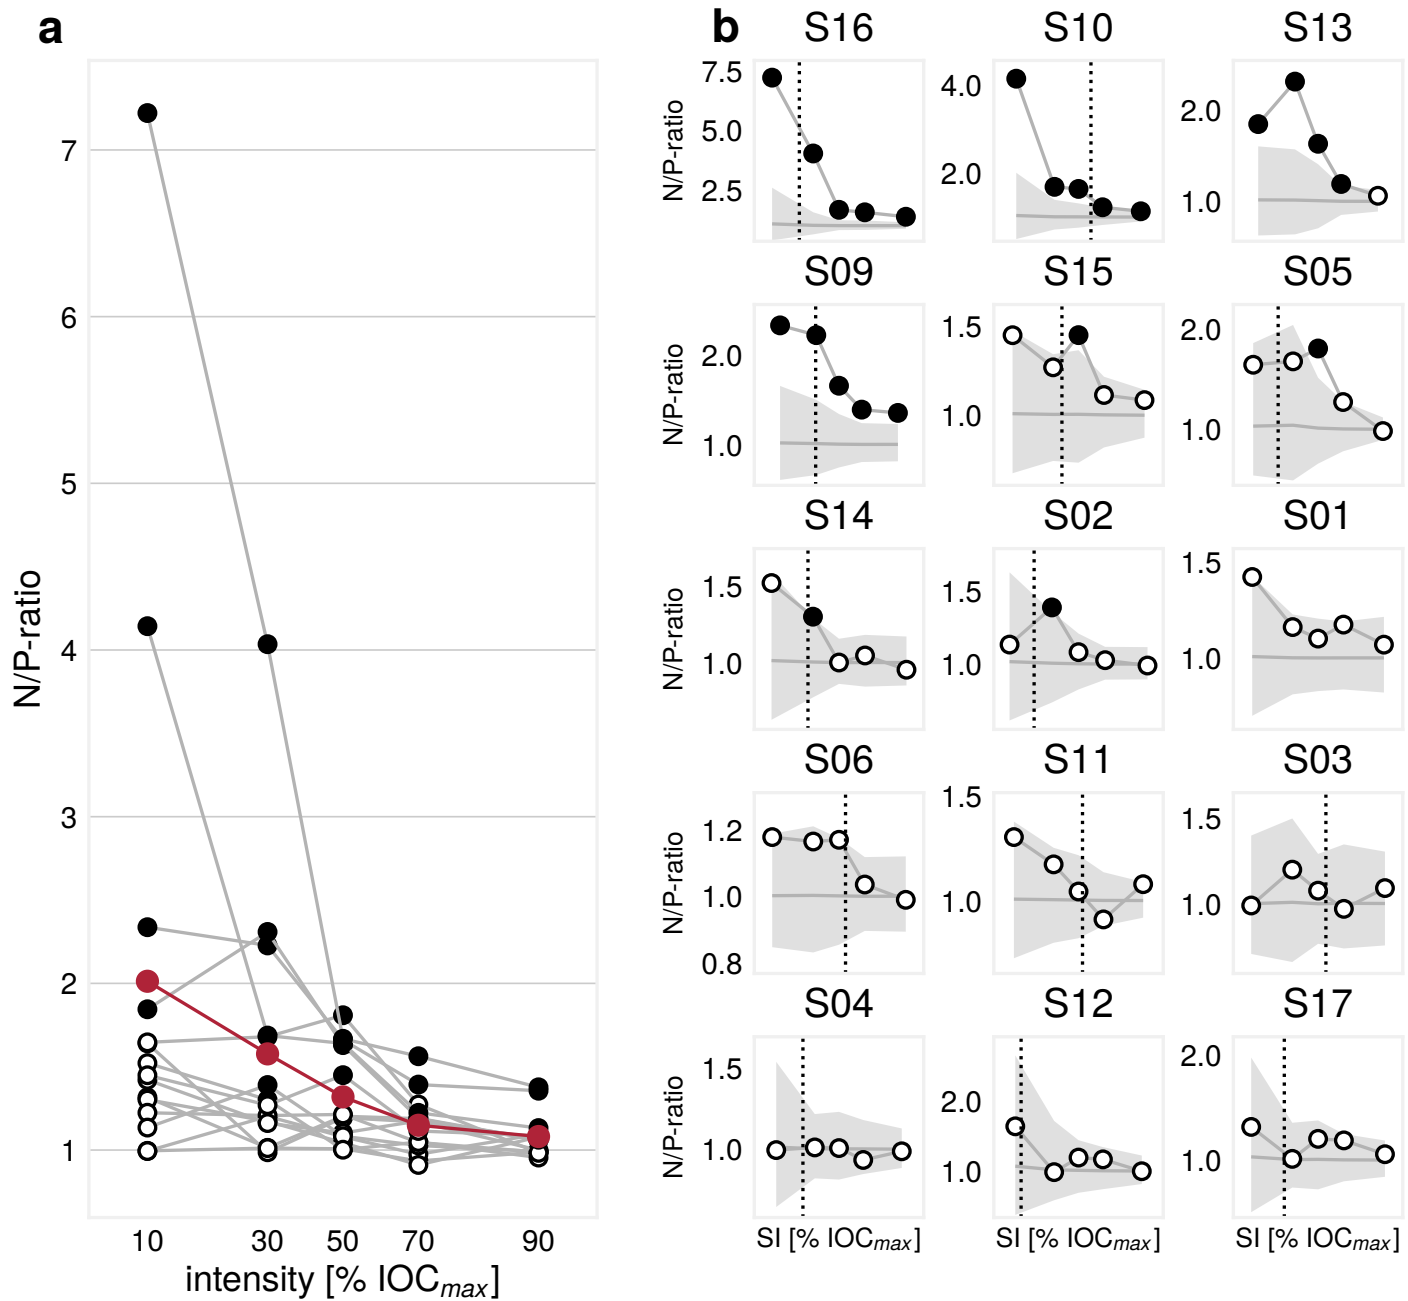 a
7
6
5
4
3
2
1
N/P-ratio
10 30 50 70 90
intensity [% IOCmax]
b
S16 S10 S13
7.5
5.0
2.5
4.0
2.0
2.0
1.0
N/P-ratio
S09 S15 S05
2.0
1.0
1.5
1.0
2.0
1.0
N/P-ratio
S14 S02 S01
1.5
1.0
1.5
1.0
1.5
1.0
N/P-ratio
S06 S11 S03
1.2
1.0
0.8
1.5
1.0
1.5
1.0
N/P-ratio
S04 S12 S17
1.5
1.0
2.0
1.0
2.0
1.0
N/P-ratio
SI [% IOCmax] SI [% IOCmax] SI [% IOCmax]